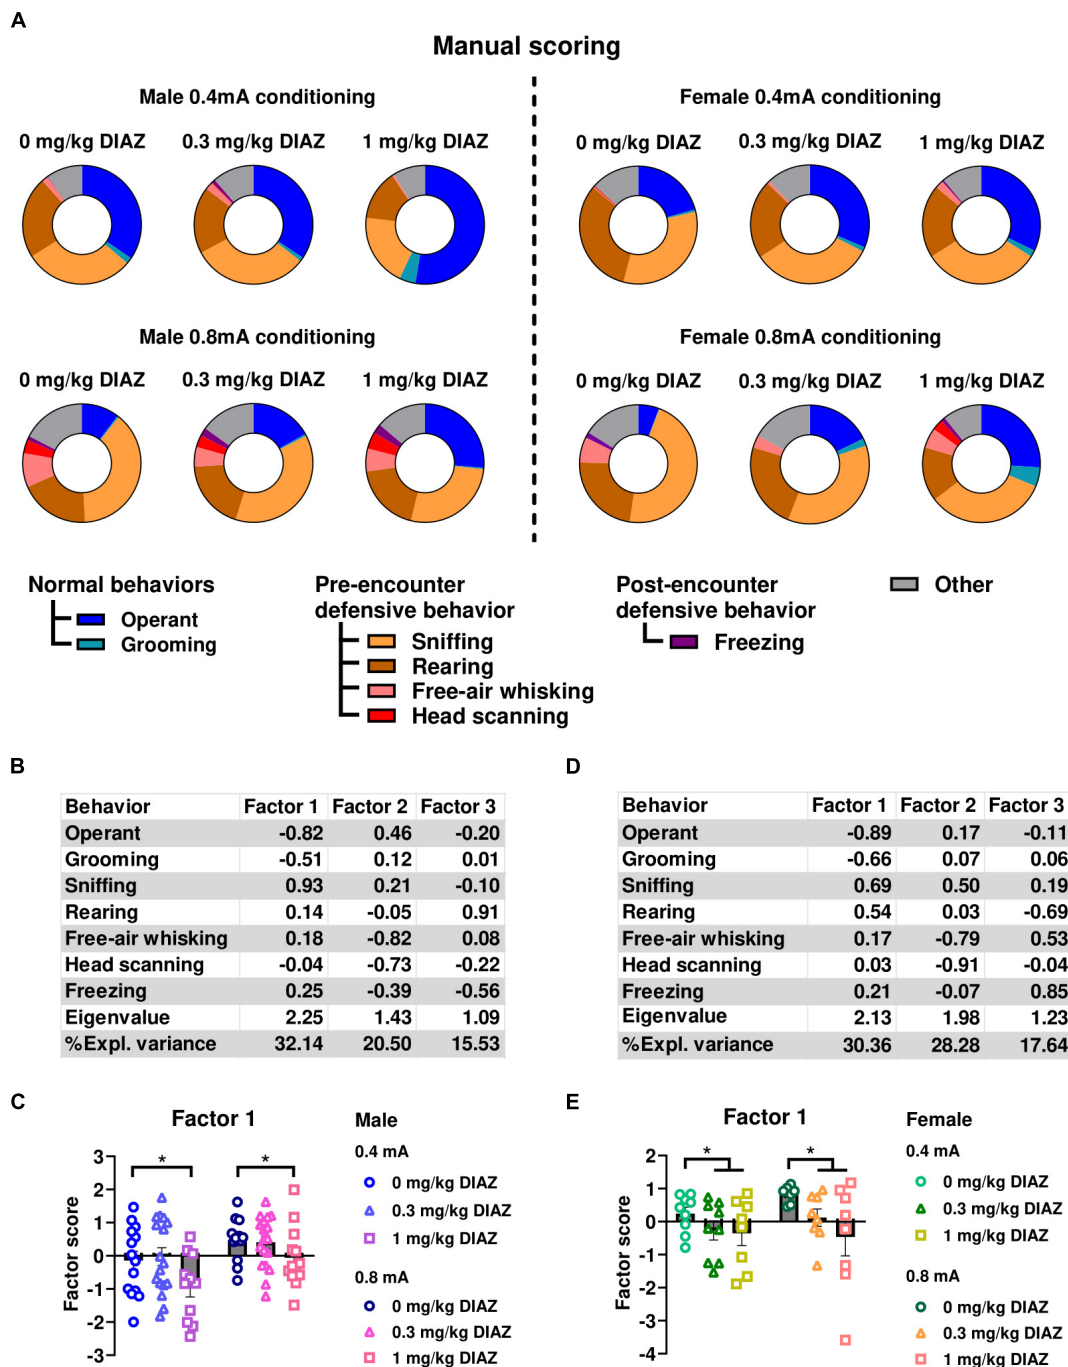 A
Manual scoring
Male 0.4mA conditioning
0 mg/kg DIAZ 0.3 mg/kg DIAZ 1 mg/kg DIAZ
Female 0.4mA conditioning
0 mg/kg DIAZ 0.3 mg/kg DIAZ 1 mg/kg DIAZ
Male 0.8mA conditioning
0 mg/kg DIAZ 0.3 mg/kg DIAZ 1 mg/kg DIAZ
Female 0.8mA conditioning
0 mg/kg DIAZ 0.3 mg/kg DIAZ 1 mg/kg DIAZ
Normal behaviors
Operant
Grooming
Pre-encounter
defensive behavior
Sniffing
Rearing
Free-air whisking
Head scanning
Post-encounter
defensive behavior
Freezing
Other
B
Behavior Factor 1 Factor 2 Factor 3
Operant -0.82 0.46 -0.20
Grooming -0.51 0.12 0.01
Sniffing 0.93 0.21 -0.10
Rearing 0.14 -0.05 0.91
Free-air whisking 0.18 -0.82 0.08
Head scanning -0.04 -0.73 -0.22
Freezing 0.25 -0.39 -0.56
Eigenvalue 2.25 1.43 1.09
%Expl. variance 32.14 20.50 15.53
D
Behavior Factor 1 Factor 2 Factor 3
Operant -0.89 0.17 -0.11
Grooming -0.66 0.07 0.06
Sniffing 0.69 0.50 0.19
Rearing 0.54 0.03 -0.69
Free-air whisking 0.17 -0.79 0.53
Head scanning 0.03 -0.91 -0.04
Freezing 0.21 -0.07 0.85
Eigenvalue 2.13 1.98 1.23
%Expl. variance 30.36 28.28 17.64
C
Factor 1
Factor score
3
2
1
0
-1
-2
-3
*
*
Male
0.4 mA
0 mg/kg DIAZ
0.3 mg/kg DIAZ
1 mg/kg DIAZ
0.8 mA
0 mg/kg DIAZ
0.3 mg/kg DIAZ
1 mg/kg DIAZ
E
Factor 1
Factor score
2
1
0
-1
-2
-3
-4
*
*
Female
0.4 mA
0 mg/kg DIAZ
0.3 mg/kg DIAZ
1 mg/kg DIAZ
0.8 mA
0 mg/kg DIAZ
0.3 mg/kg DIAZ
1 mg/kg DIAZ